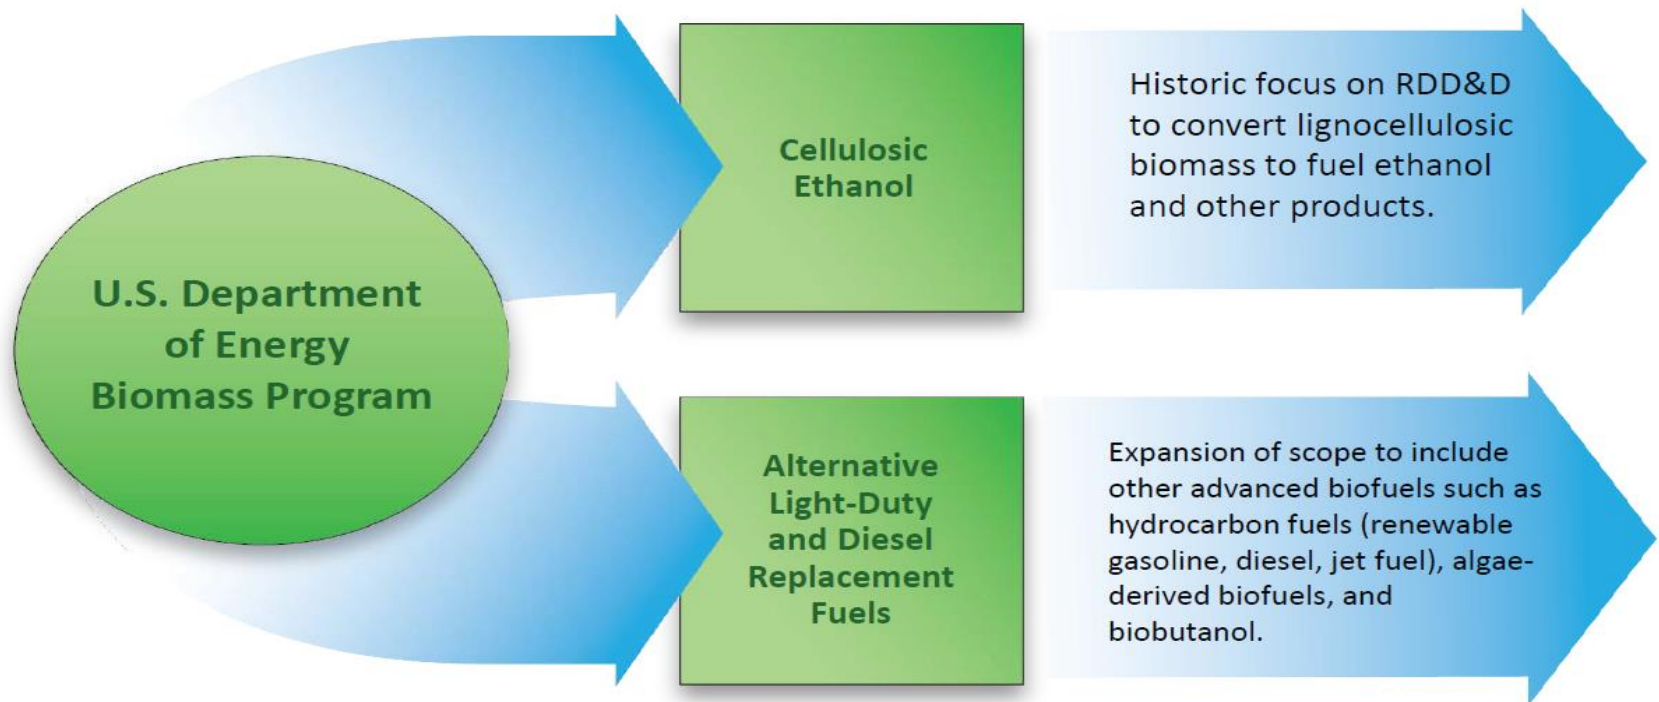 U.S. Department
of Energy
Biomass Program
Cellulosic
Ethanol
Historic focus on RDD&D
to convert lignocellulosic
biomass to fuel ethanol
and other products.
Alternative
Light-Duty
and Diesel
Replacement
Fuels
Expansion of scope to include
other advanced biofuels such as
hydrocarbon fuels (renewable
gasoline, diesel, jet fuel), algae-
derived biofuels, and
biobutanol.